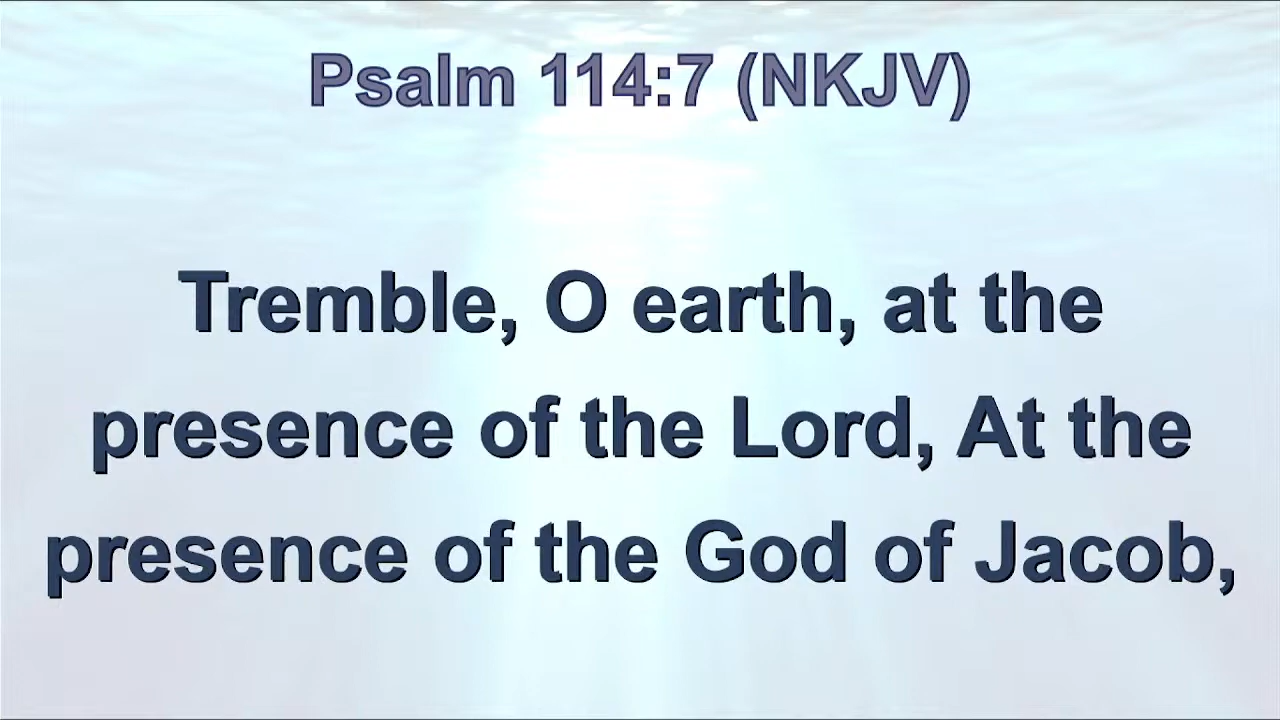 Psalm 114:7 (NKJV)
Tremble, O earth, at the
presence of the Lord, At the
presence of the God of Jacob,